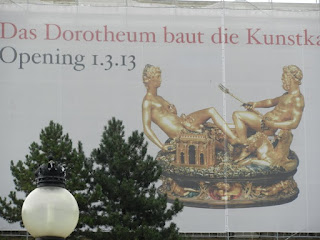 Das Dorotheum baut die Kunstka
Opening 1.3.13